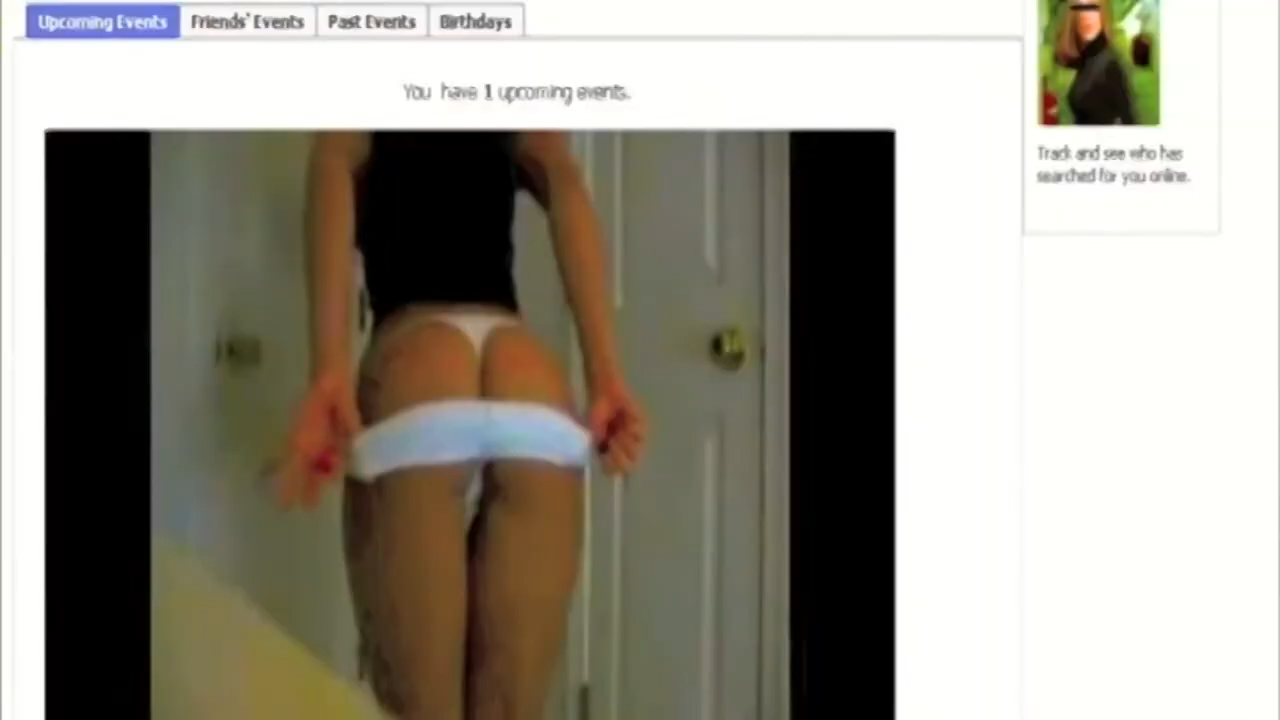 Upcoming Events
Friends' Events
Past Events
Birthdays
You have 1 upcoming events.
Track and see who has
searched for you online.